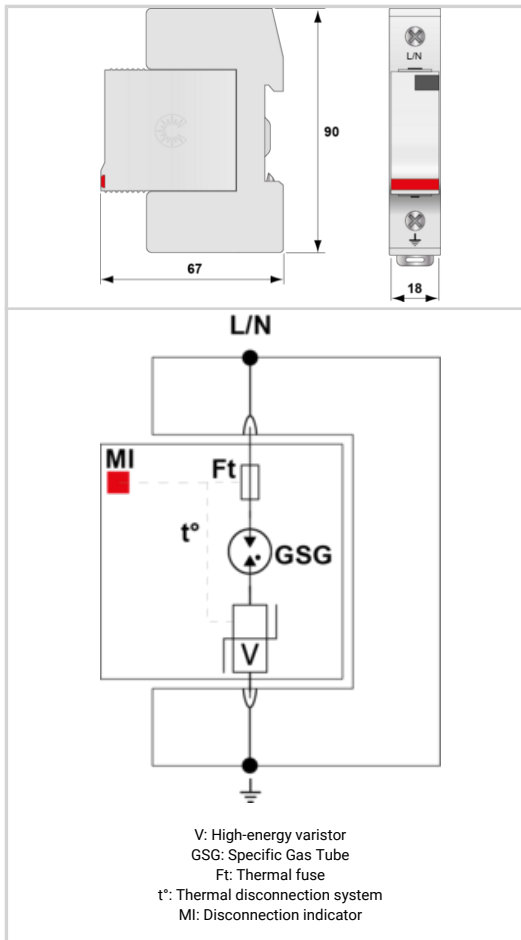 L/N
90
67
18
L/N
MI
Ft
t°
GSG
V
V: High-energy varistor
GSG: Specific Gas Tube
Ft: Thermal fuse
t°: Thermal disconnection system
MI: Disconnection indicator